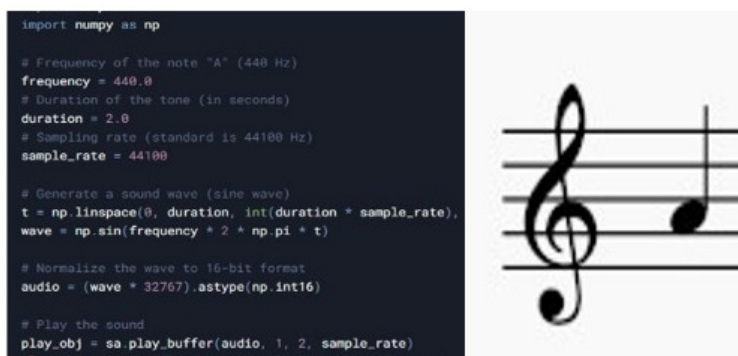 import numpy as np
# Frequency of the note "A" (440 Hz)
frequency = 440.0
# Duration of the tone (in seconds)
duration = 2.0
# Sampling rate (standard is 44100 Hz)
sample_rate = 44100
# Generate a sound wave (sine wave)
t = np.linspace(0, duration, int(duration * sample_rate),
wave = np.sin(frequency * 2 * np.pi * t)
# Normalize the wave to 16-bit format
audio = (wave * 32767).astype(np.int16)
# Play the sound
play_obj = sa.play_buffer(audio, 1, 2, sample_rate)